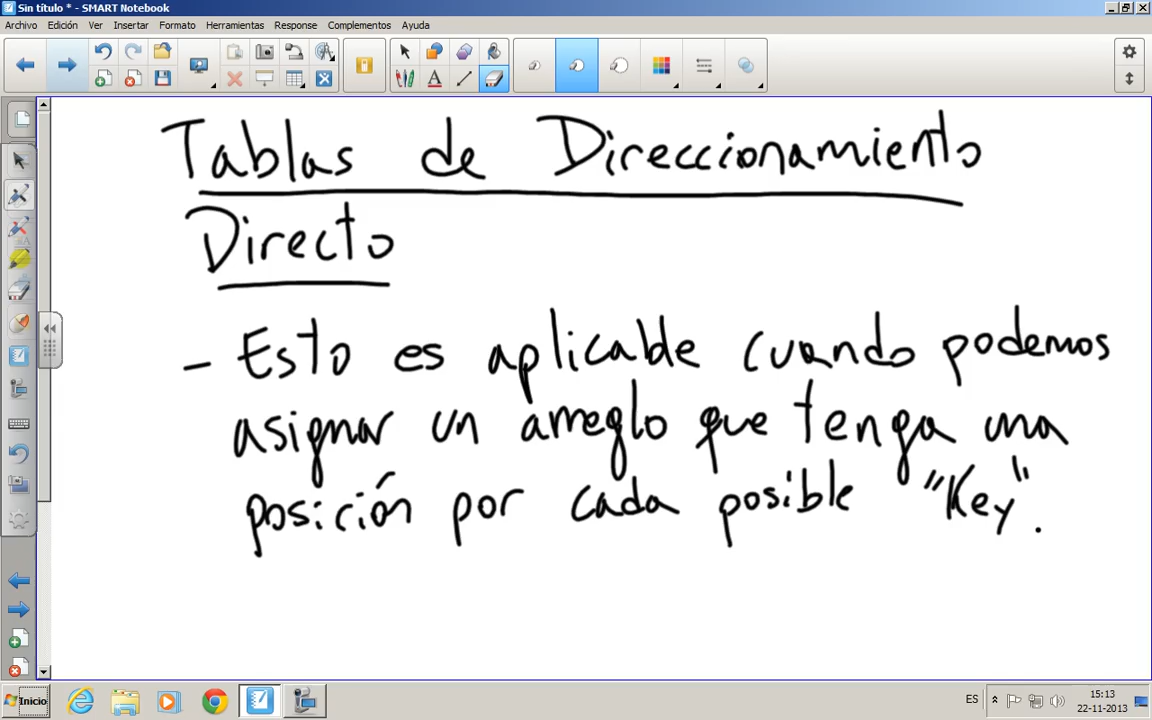 Sin título * - SMART Notebook
Archivo Edición Ver Insertar Formato Herramientas Response Complementos Ayuda
Tablas de Direccionamiento
Directo
- Esto es aplicable cuando podemos
asignar un arreglo que tenga una
posición por cada posible "Key".
Inicio
ES
15:13
22-11-2013